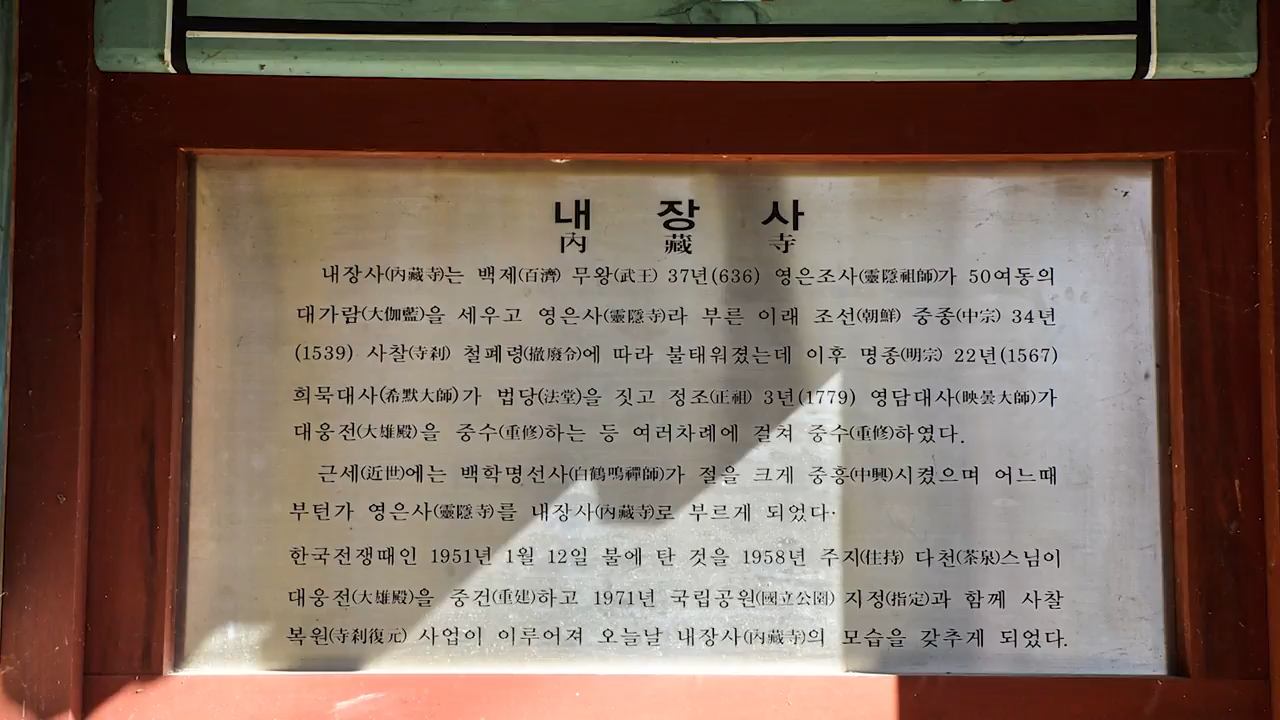 내 장 사
內 藏 寺
내장사(內藏寺)는 백제(百濟) 무왕(武王) 37년(636) 영은조사(靈隱祖師)가 50여동의
대가람(大伽藍)을 세우고 영은사(靈隱寺)라 부른 이래 조선(朝鮮) 중종(中宗) 34년
(1539) 사찰(寺刹) 철폐령(撤廢令)에 따라 불태워졌는데 이후 명종(明宗) 22년(1567)
희묵대사(希默大師)가 법당(法堂)을 짓고 정조(正祖) 3년(1779) 영담대사(映曇大師)가
대웅전(大雄殿)을 중수(重修)하는 등 여러차례에 걸쳐 중수(重修)하였다.
근세(近世)에는 백학명선사(白鶴鳴禪師)가 절을 크게 중흥(中興)시켰으며 어느때
부턴가 영은사(靈隱寺)를 내장사(內藏寺)로 부르게 되었다.
한국전쟁때인 1951년 1월 12일 불에 탄 것을 1958년 주지(住持) 다천(茶泉)스님이
대웅전(大雄殿)을 중건(重建)하고 1971년 국립공원(國立公園) 지정(指定)과 함께 사찰
복원(寺刹復元) 사업이 이루어져 오늘날 내장사(內藏寺)의 모습을 갖추게 되었다.